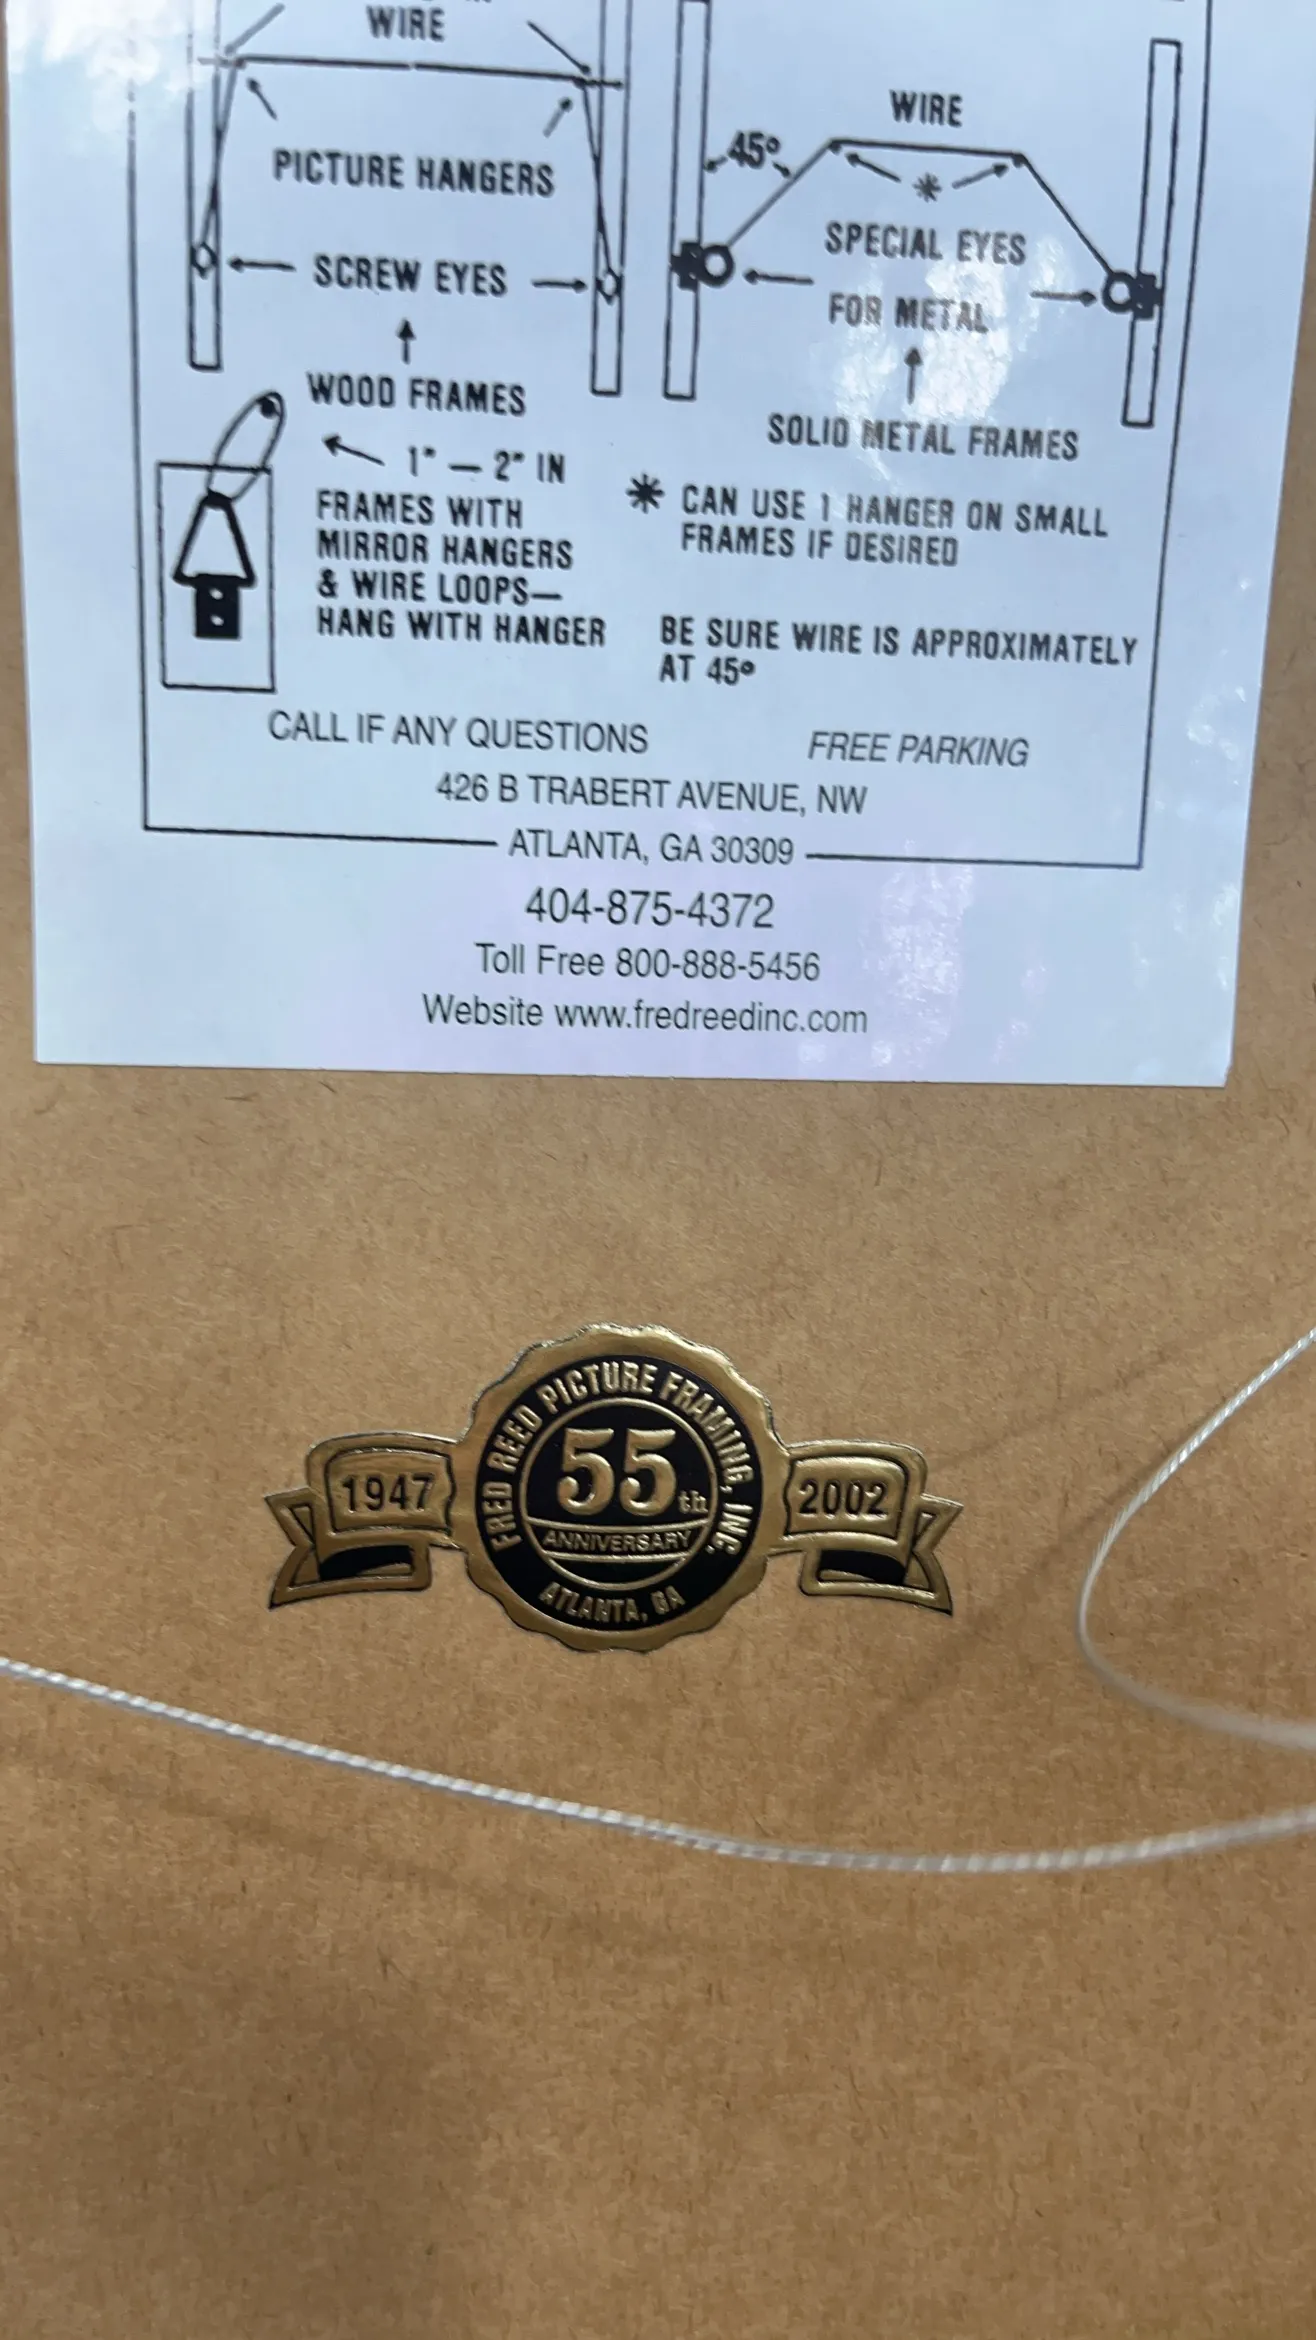 WIRE
PICTURE HANGERS
SCREW EYES
WOOD FRAMES
1" — 2" IN
FRAMES WITH
MIRROR HANGERS
& WIRE LOOPS—
HANG WITH HANGER
WIRE
45°
*
SPECIAL EYES
FOR METAL
SOLID METAL FRAMES
* CAN USE 1 HANGER ON SMALL
FRAMES IF DESIRED
BE SURE WIRE IS APPROXIMATELY
AT 45°
CALL IF ANY QUESTIONS FREE PARKING
426 B TRABERT AVENUE, NW
ATLANTA, GA 30309
404-875-4372
Toll Free 800-888-5456
Website www.fredreedinc.com
FRED REED PICTURE FRAMING, INC.
1947 55th 2002
ANNIVERSARY
ATLANTA, GA